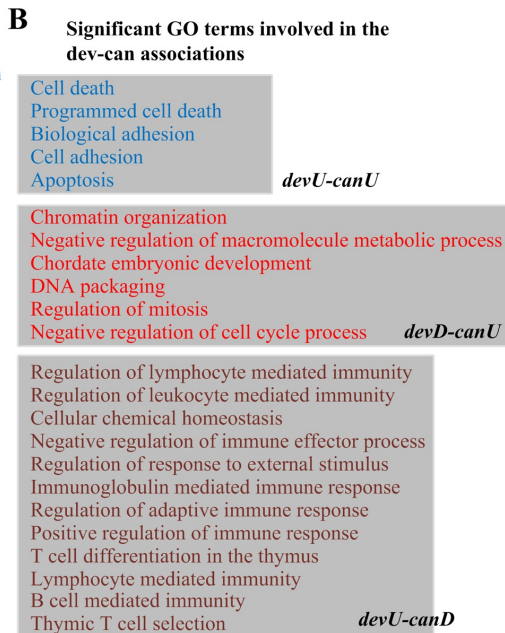 B
Significant GO terms involved in the
dev-can associations
Cell death
Programmed cell death
Biological adhesion
Cell adhesion
Apoptosis
devU-canU
Chromatin organization
Negative regulation of macromolecule metabolic process
Chordate embryonic development
DNA packaging
Regulation of mitosis
Negative regulation of cell cycle process
devD-canU
Regulation of lymphocyte mediated immunity
Regulation of leukocyte mediated immunity
Cellular chemical homeostasis
Negative regulation of immune effector process
Regulation of response to external stimulus
Immunoglobulin mediated immune response
Regulation of adaptive immune response
Positive regulation of immune response
T cell differentiation in the thymus
Lymphocyte mediated immunity
B cell mediated immunity
Thymic T cell selection
devU-canD